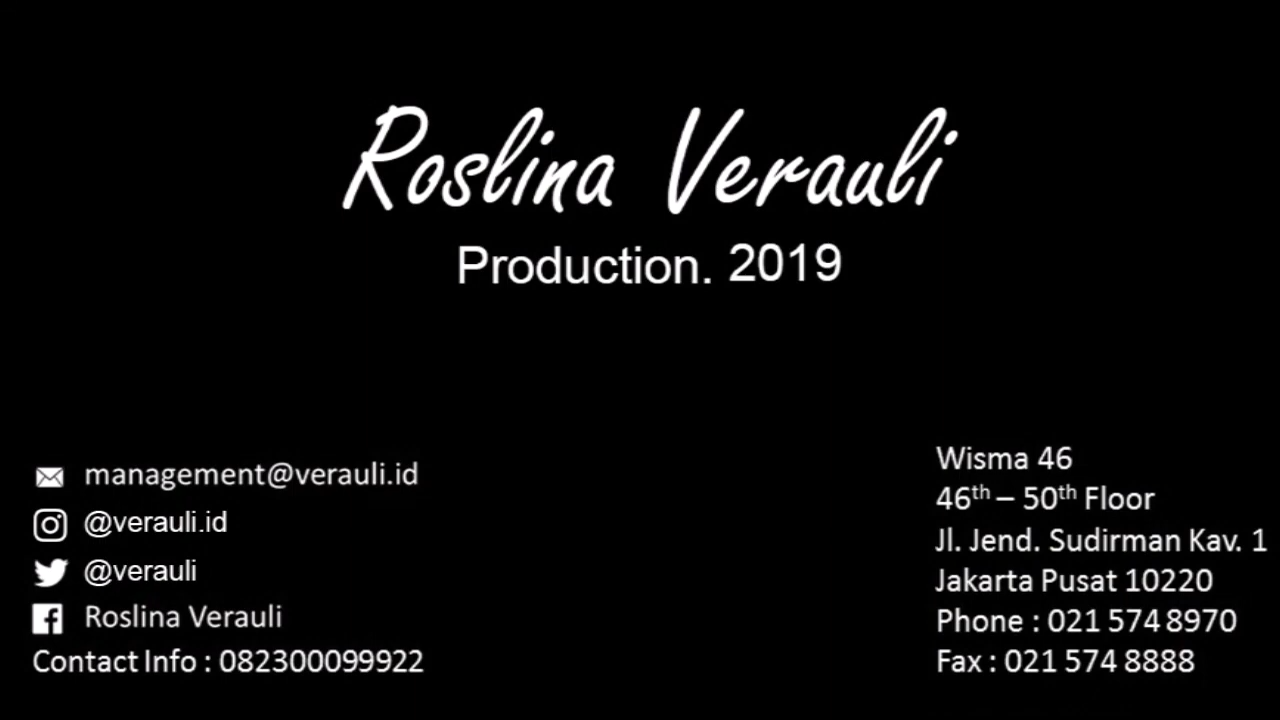 Roslina Verauli
Production. 2019
management@verauli.id
@verauli.id
@verauli
Roslina Verauli
Contact Info : 082300099922
Wisma 46
46th – 50th Floor
Jl. Jend. Sudirman Kav. 1
Jakarta Pusat 10220
Phone : 021 574 8970
Fax : 021 574 8888